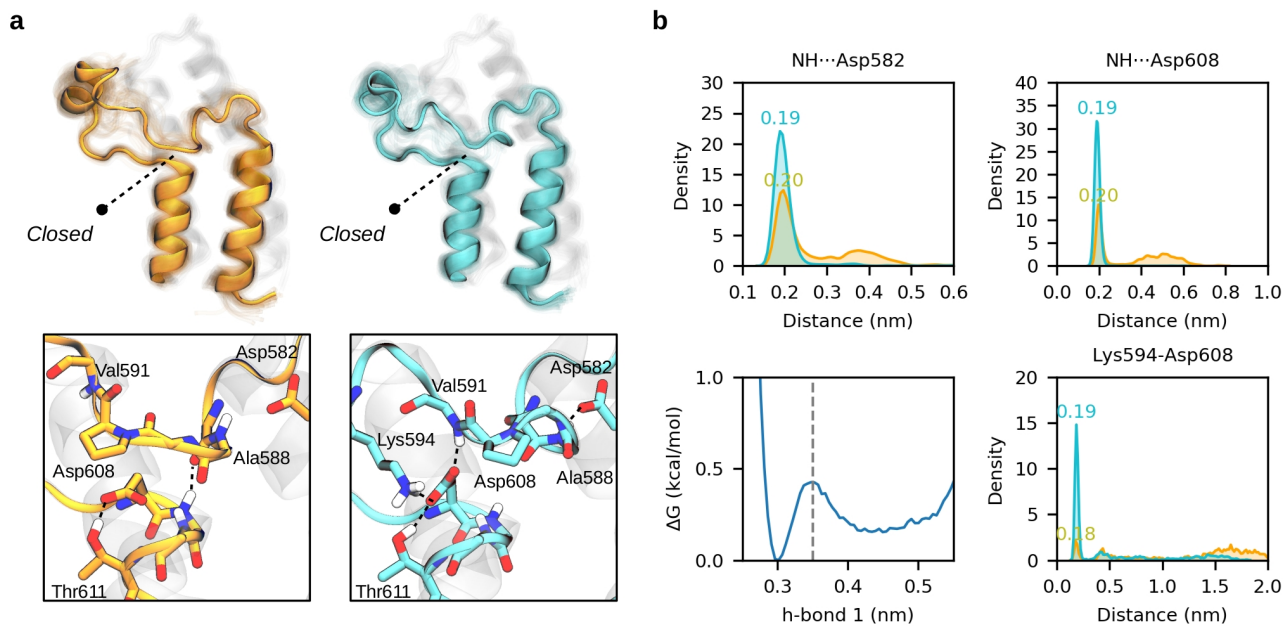 a
Closed
Closed
Val591
Asp582
Asp608
Ala588
Thr611
Val591
Asp582
Lys594
Asp608
Ala588
Thr611
b
NH···Asp582
30
25
20
15
10
5
0
Density
0.19
0.20
0.1 0.2 0.3 0.4 0.5 0.6
Distance (nm)
NH···Asp608
40
35
30
25
20
15
10
5
0
Density
0.19
0.20
0.0 0.2 0.4 0.6 0.8 1.0
Distance (nm)
1.0
0.5
0.0
ΔG (kcal/mol)
0.3 0.4 0.5
h-bond 1 (nm)
Lys594-Asp608
20
15
10
5
0
Density
0.19
0.18
0.0 0.5 1.0 1.5 2.0
Distance (nm)